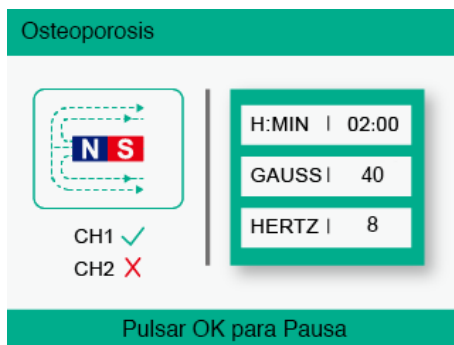 Osteoporosis
N S
CH1 ✓
CH2 X
H:MIN | 02:00
GAUSS | 40
HERTZ | 8
Pulsar OK para Pausa